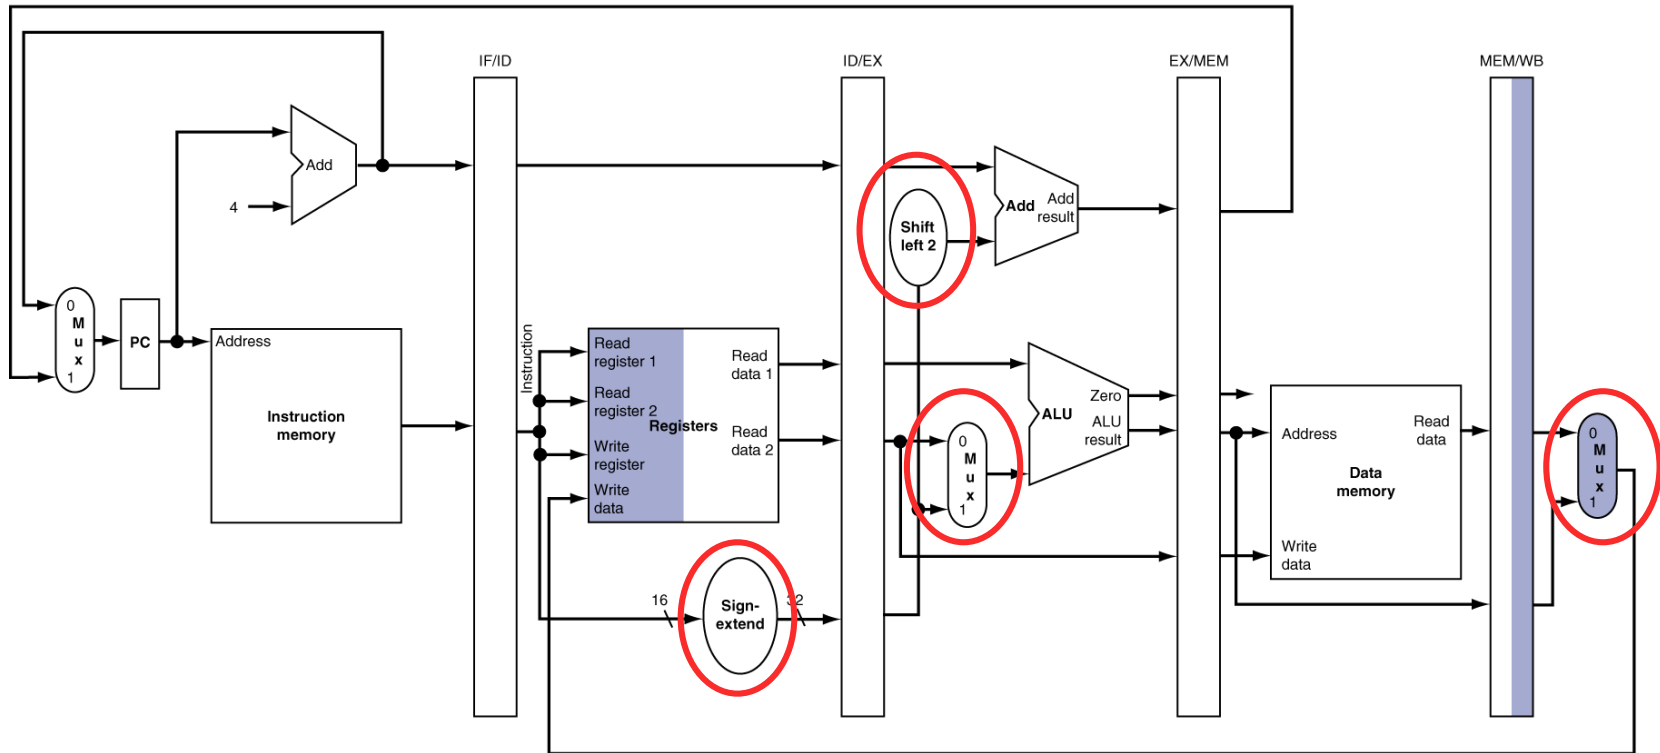 IF/ID
ID/EX
EX/MEM
MEM/WB
Add
4
0
M
u
x
1
PC
Address
Instruction
memory
Instruction
Read
register 1
Read
register 2
Write
register
Write
data
Registers
Read
data 1
Read
data 2
16
Sign-
extend
32
Shift
left 2
Add
Add
result
0
M
u
x
1
ALU
Zero
ALU
result
Address
Read
data
Data
memory
Write
data
0
M
u
x
1